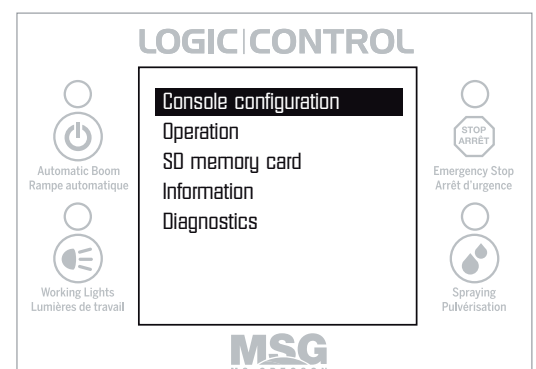 LOGIC|CONTROL
Console configuration
Operation
SD memory card
Information
Diagnostics
Automatic Boom
Rampe automatique
Working Lights
Lumières de travail
STOP
ARRÊT
Emergency Stop
Arrêt d'urgence
Spraying
Pulvérisation
MSG